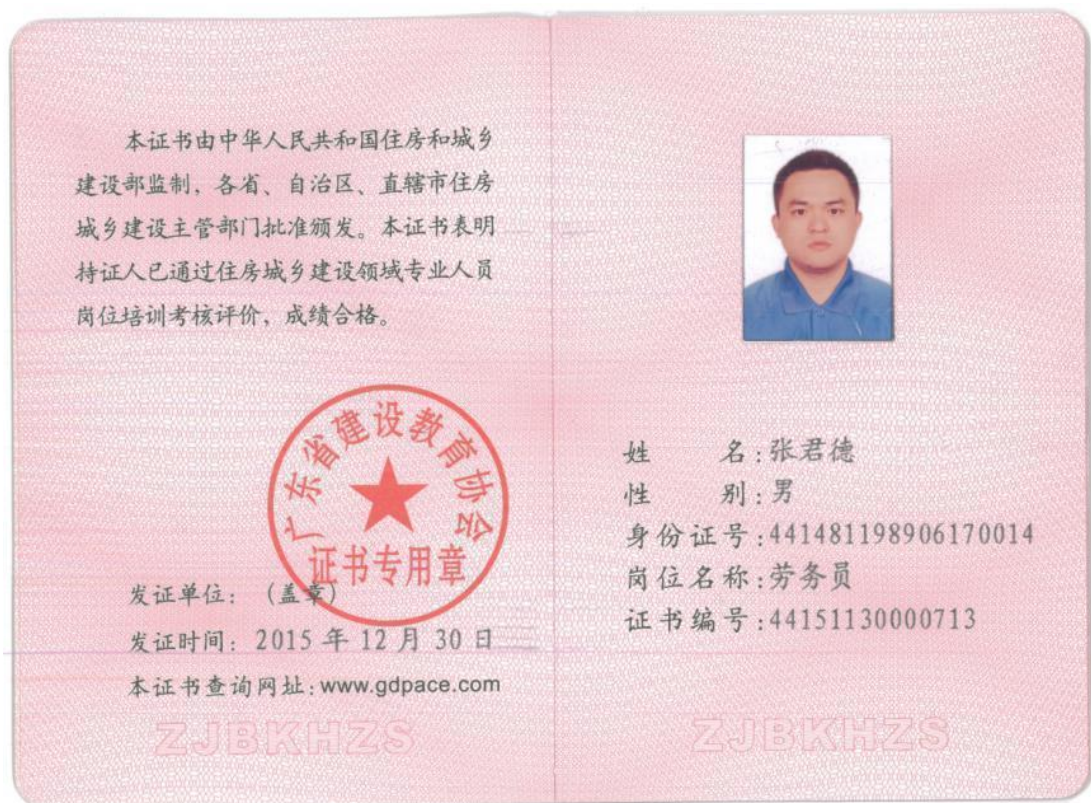 本证书由中华人民共和国住房和城乡
建设部监制，各省、自治区、直辖市住房
城乡建设主管部门批准颁发。本证书表明
持证人已通过住房城乡建设领域专业人员
岗位培训考核评价，成绩合格。
广东省建设教育协会
证书专用章
发证单位：（盖章）
发证时间：2015 年 12 月 30 日
本证书查询网址：www.gdpace.com
ZJBKHZS
姓 名：张君德
性 别：男
身份证号：441481198906170014
岗位名称：劳务员
证书编号：44151130000713
ZJBKHZS